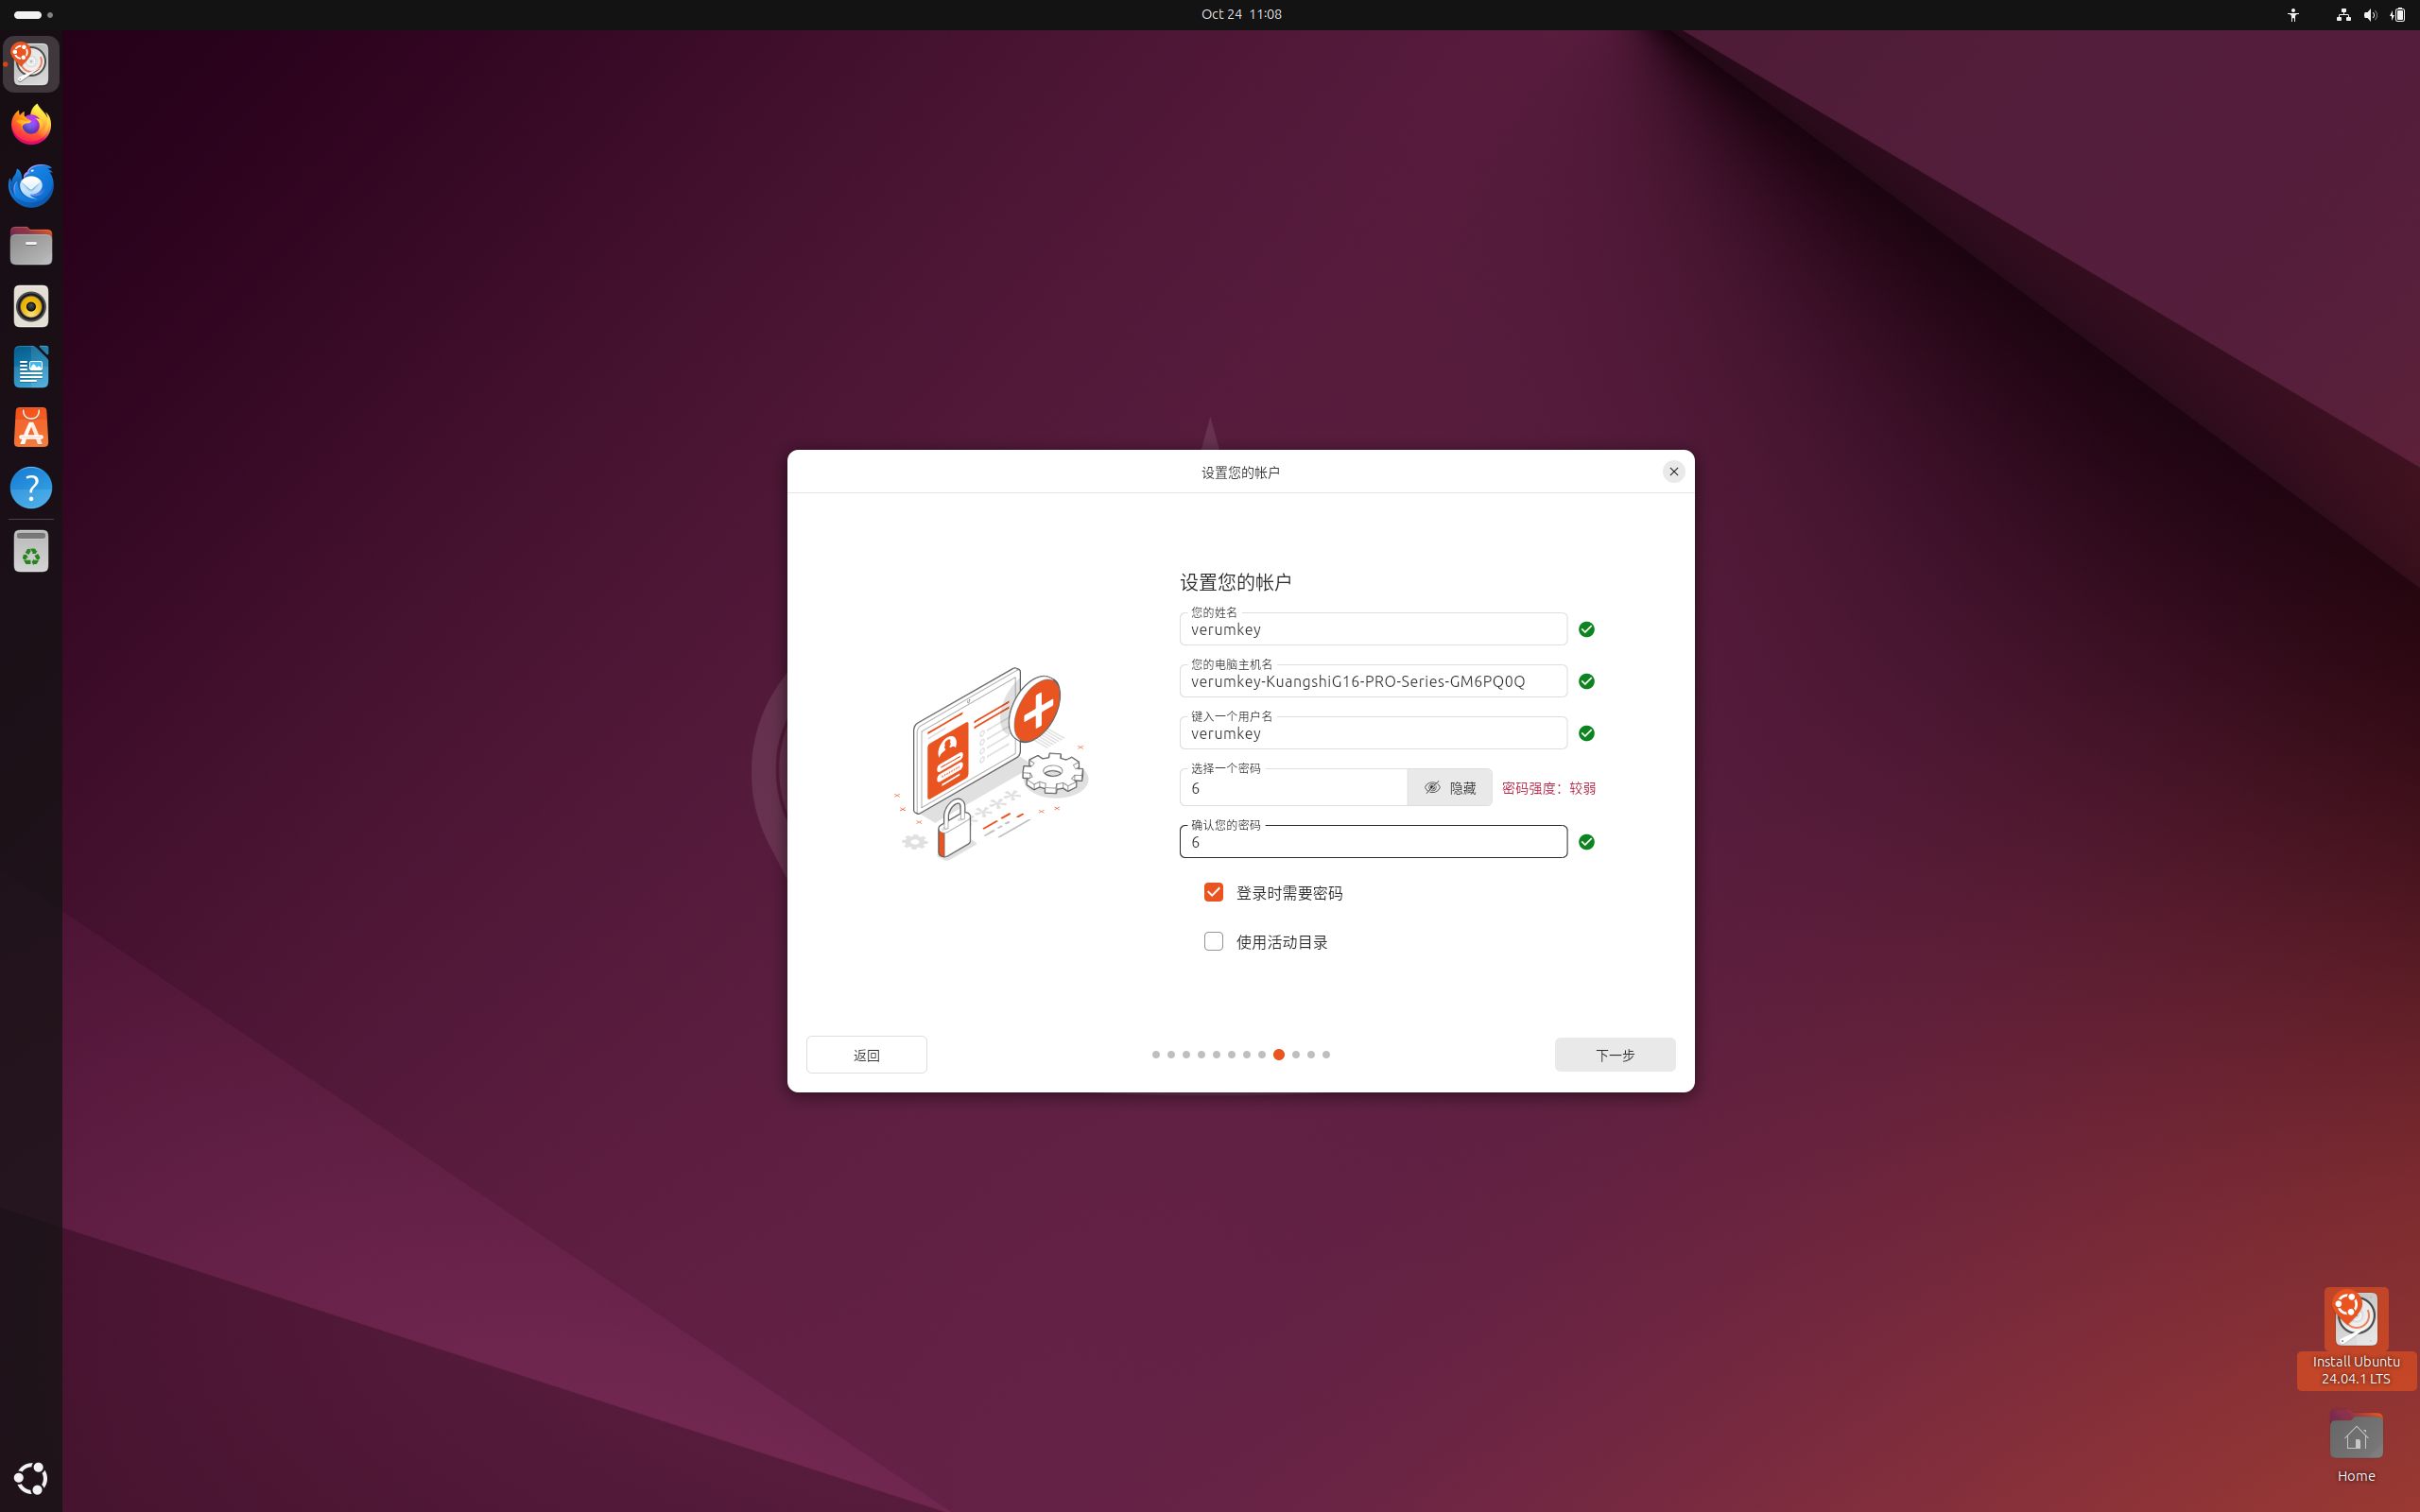 Oct 24 11:08
设置您的帐户
设置您的帐户
您的姓名
verumkey
您的电脑主机名
verumkey-KuangshiG16-PRO-Series-GM6PQ0Q
键入一个用户名
verumkey
选择一个密码
6 隐藏 密码强度：较弱
确认您的密码
6
登录时需要密码
使用活动目录
返回 下一步
Install Ubuntu
24.04.1 LTS
Home